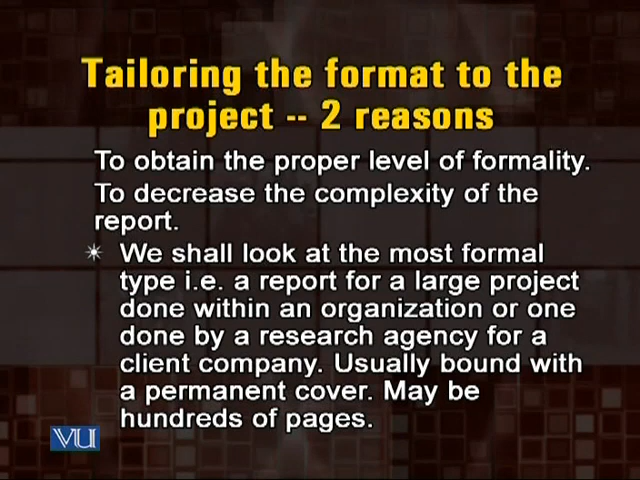 Tailoring the format to the
project -- 2 reasons
To obtain the proper level of formality.
To decrease the complexity of the
report.
We shall look at the most formal
type i.e. a report for a large project
done within an organization or one
done by a research agency for a
client company. Usually bound with
a permanent cover. May be
hundreds of pages.
VU